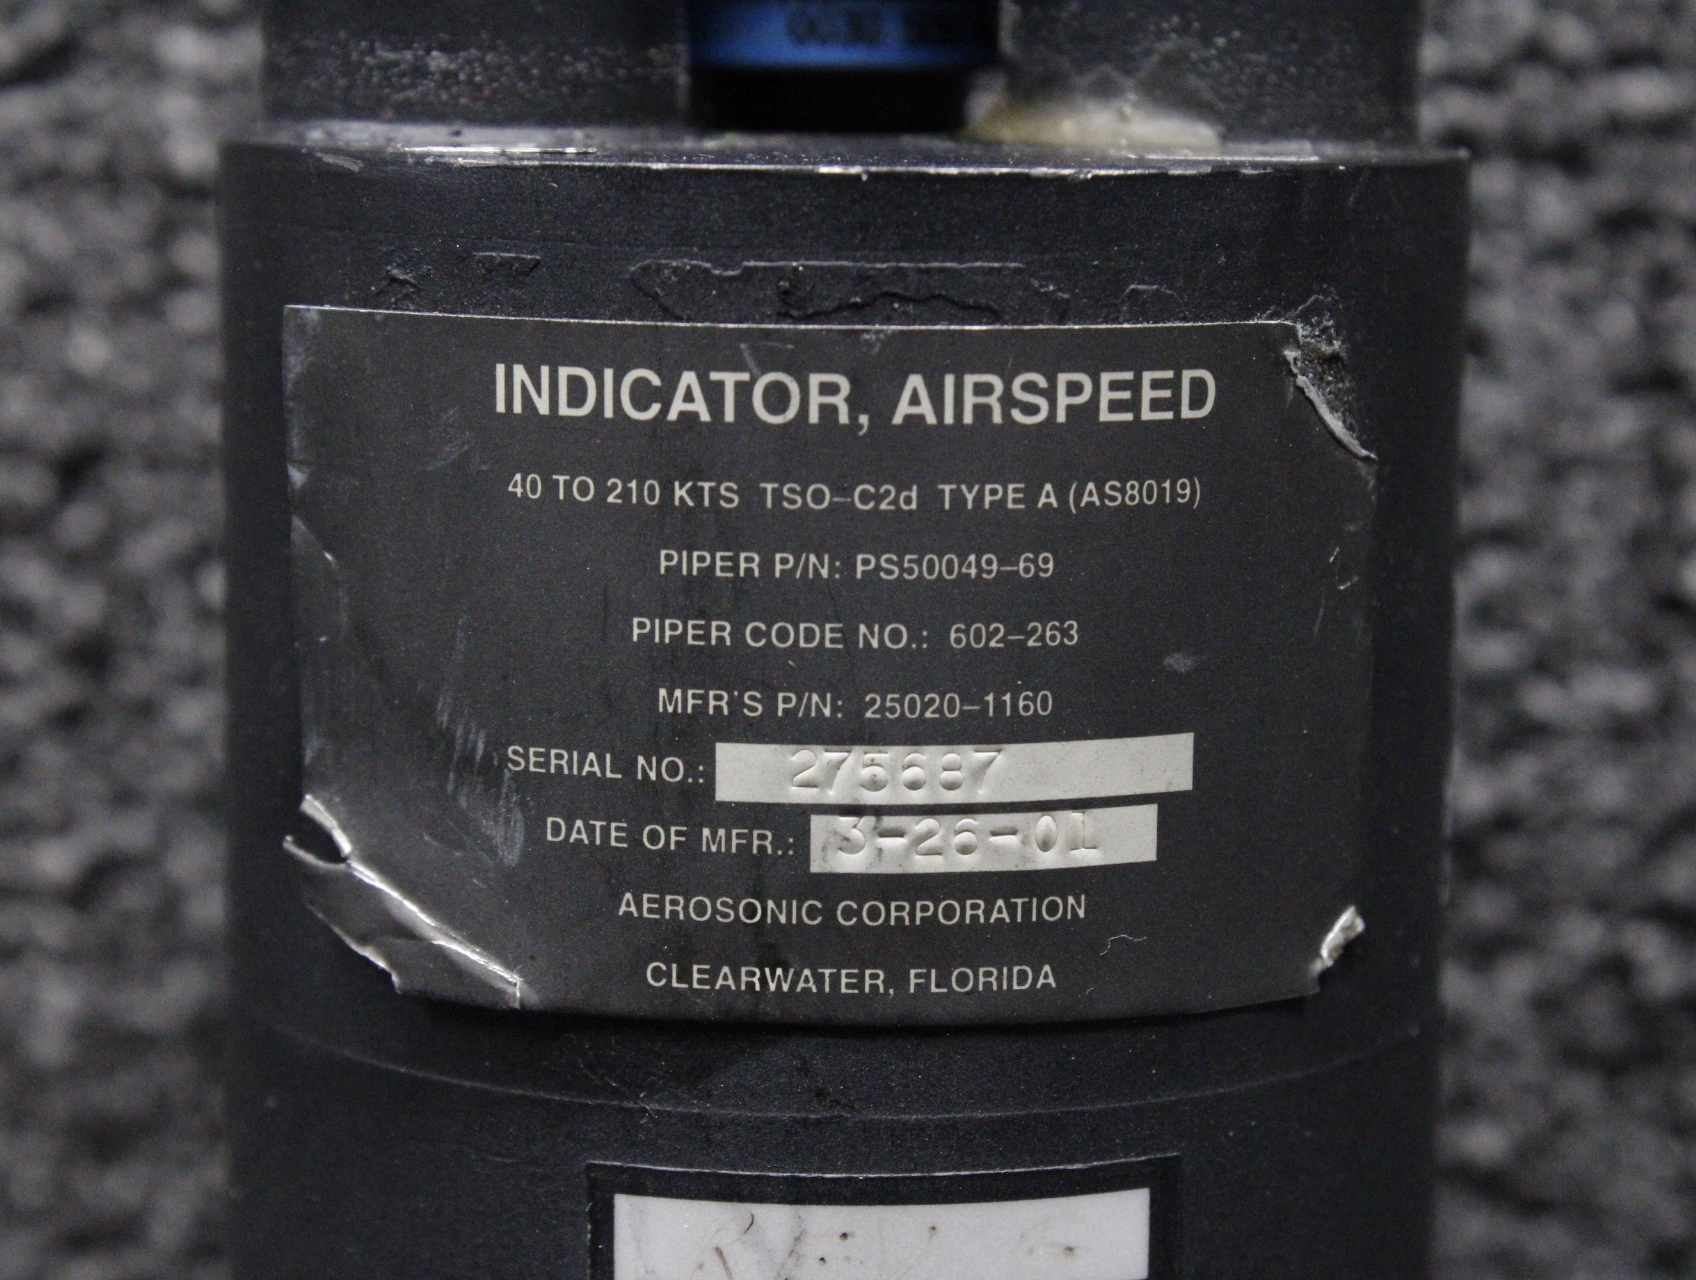 INDICATOR, AIRSPEED
40 TO 210 KTS TSO-C2d TYPE A (AS8019)
PIPER P/N: PS50049-69
PIPER CODE NO.: 602-263
MFR'S P/N: 25020-1160
SERIAL NO.: 275687
DATE OF MFR.: 3-26-01
AEROSONIC CORPORATION
CLEARWATER, FLORIDA